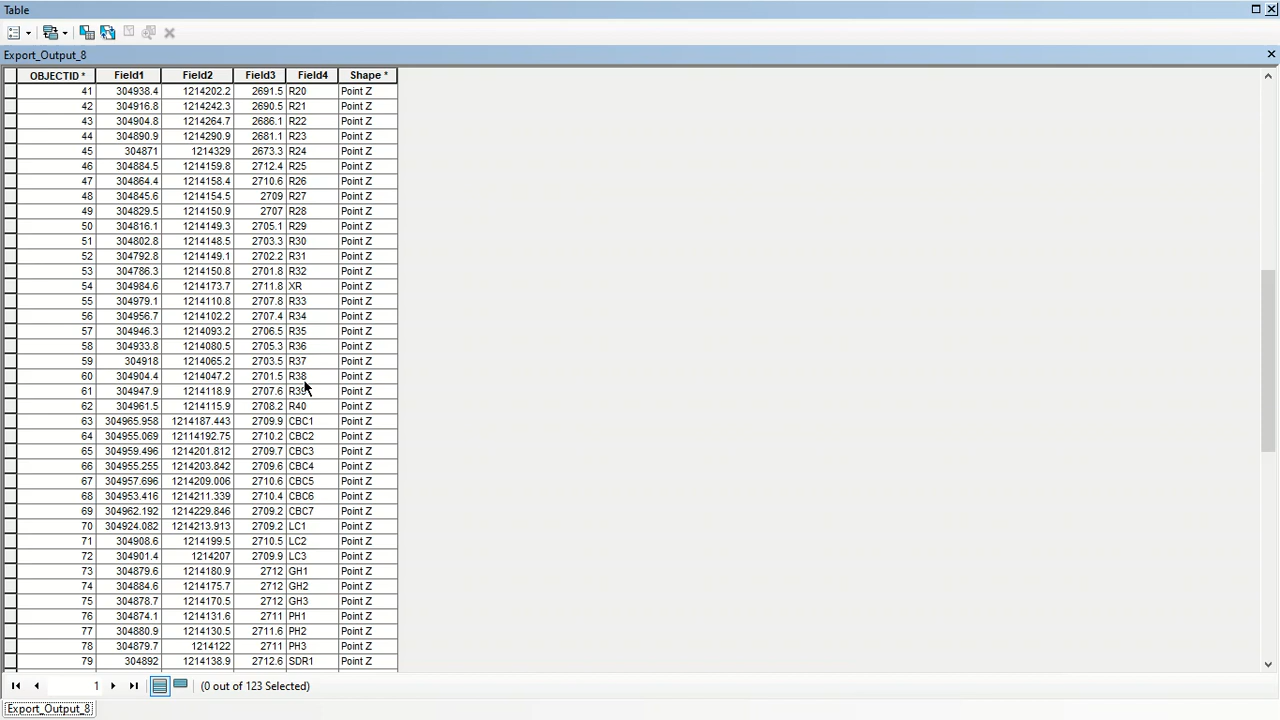 Table
Export_Output_8
OBJECTID * Field1 Field2 Field3 Field4 Shape *
41 304938.4 1214202.2 2691.5 R20 Point Z
42 304916.8 1214242.3 2690.5 R21 Point Z
43 304904.8 1214264.7 2686.1 R22 Point Z
44 304890.9 1214290.9 2681.1 R23 Point Z
45 304871 1214329 2673.3 R24 Point Z
46 304884.5 1214159.8 2712.4 R25 Point Z
47 304864.4 1214158.4 2710.6 R26 Point Z
48 304845.6 1214154.5 2709 R27 Point Z
49 304829.5 1214150.9 2707 R28 Point Z
50 304816.1 1214149.3 2705.1 R29 Point Z
51 304802.8 1214148.5 2703.3 R30 Point Z
52 304792.8 1214149.1 2702.2 R31 Point Z
53 304786.3 1214150.8 2701.8 R32 Point Z
54 304984.6 1214173.7 2711.8 XR Point Z
55 304979.1 1214110.8 2707.8 R33 Point Z
56 304956.7 1214102.2 2707.4 R34 Point Z
57 304946.3 1214093.2 2706.5 R35 Point Z
58 304933.8 1214080.5 2705.3 R36 Point Z
59 304918 1214065.2 2703.5 R37 Point Z
60 304904.4 1214047.2 2701.5 R38 Point Z
61 304947.9 1214118.9 2707.6 R39 Point Z
62 304961.5 1214115.9 2708.2 R40 Point Z
63 304965.958 1214187.443 2709.9 CBC1 Point Z
64 304955.069 12114192.75 2710.2 CBC2 Point Z
65 304959.496 1214201.812 2709.7 CBC3 Point Z
66 304955.255 1214203.842 2709.6 CBC4 Point Z
67 304957.696 1214209.006 2710.6 CBC5 Point Z
68 304953.416 1214211.339 2710.4 CBC6 Point Z
69 304962.192 1214229.846 2709.2 CBC7 Point Z
70 304924.082 1214213.913 2709.2 LC1 Point Z
71 304908.6 1214199.5 2710.5 LC2 Point Z
72 304901.4 1214207 2709.9 LC3 Point Z
73 304879.6 1214180.9 2712 GH1 Point Z
74 304884.6 1214175.7 2712 GH2 Point Z
75 304878.7 1214170.5 2712 GH3 Point Z
76 304874.1 1214131.6 2711 PH1 Point Z
77 304880.9 1214130.5 2711.6 PH2 Point Z
78 304879.7 1214122 2711 PH3 Point Z
79 304892 1214138.9 2712.6 SDR1 Point Z
1 (0 out of 123 Selected)
Export_Output_8